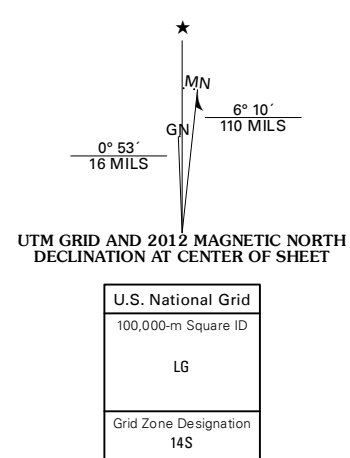 ★
MN
GN
6° 10´
110 MILS
0° 53´
16 MILS
UTM GRID AND 2012 MAGNETIC NORTH
DECLINATION AT CENTER OF SHEET
U.S. National Grid
100,000-m Square ID
LG
Grid Zone Designation
14S